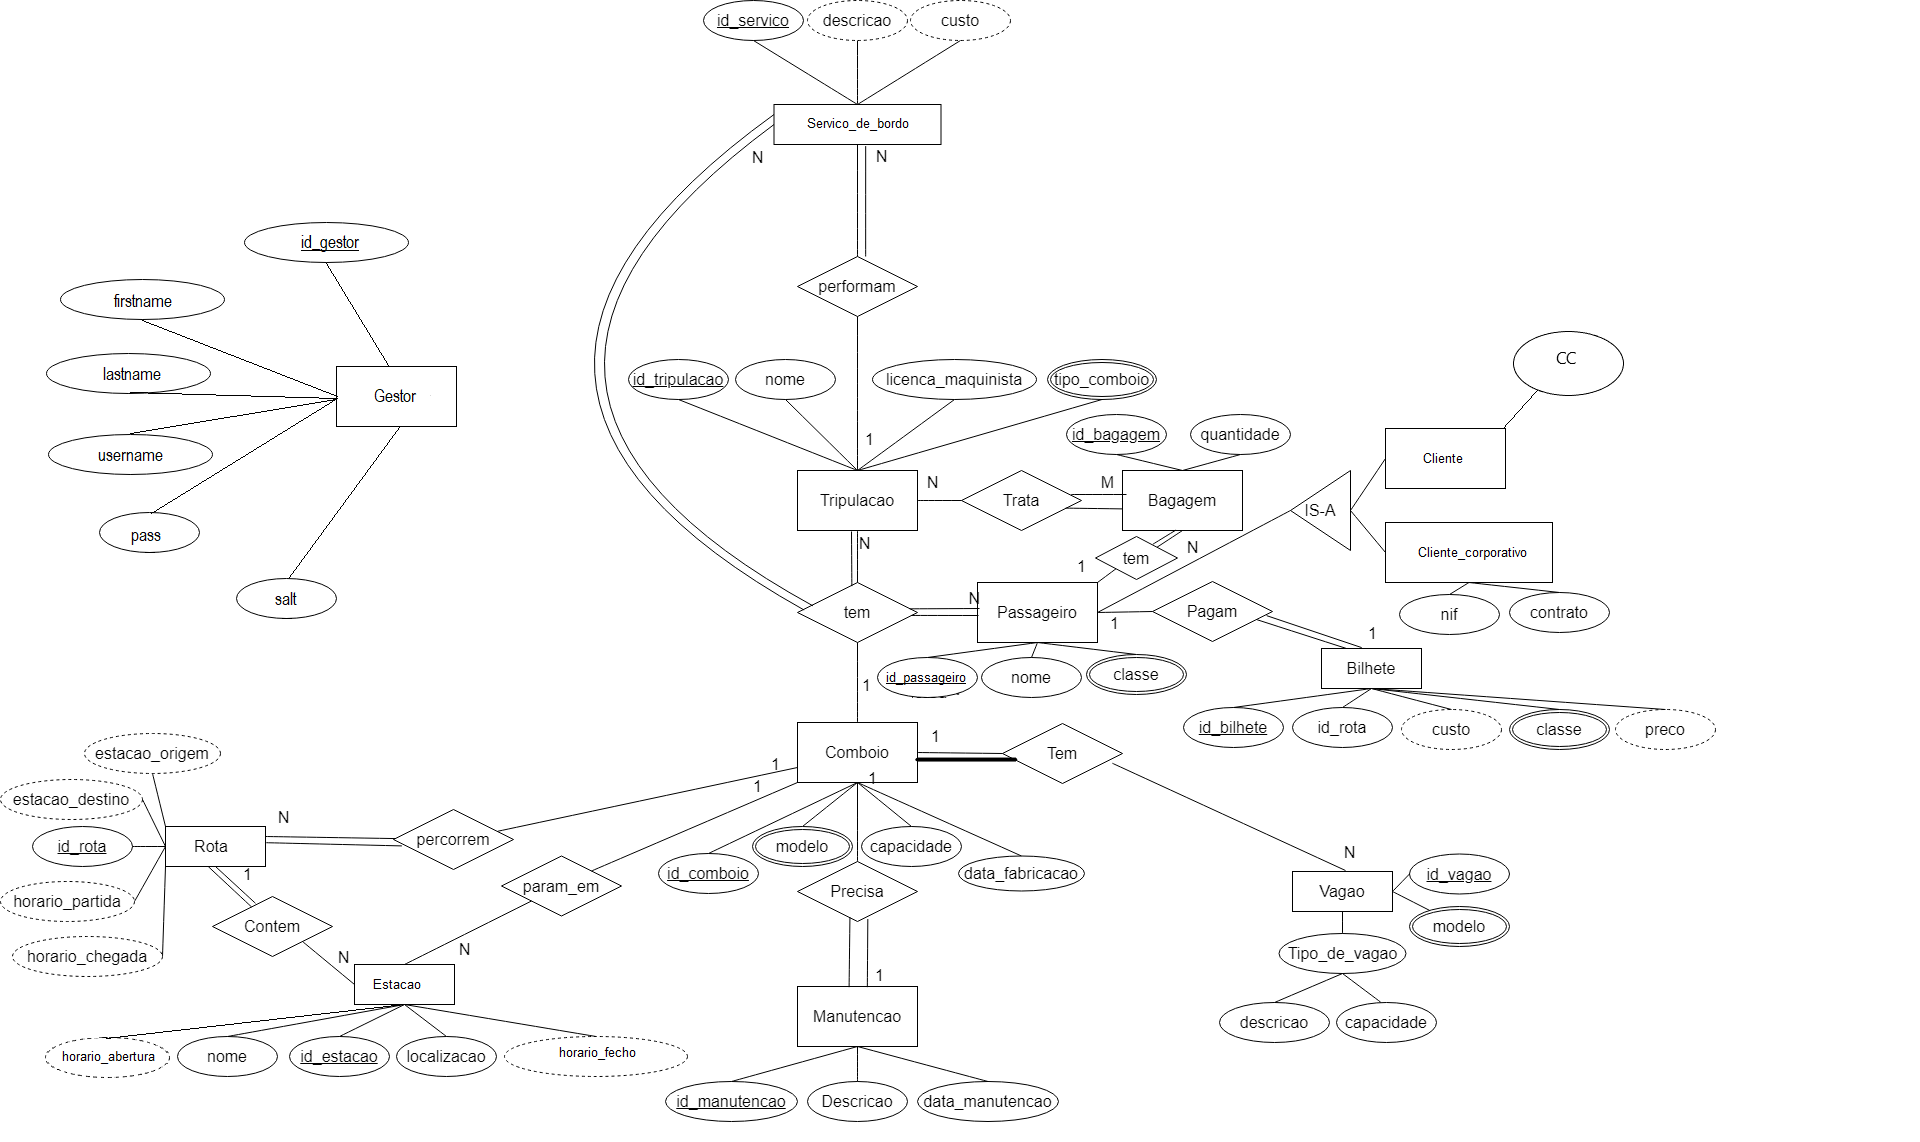 id_servico
descricao
custo
Servico_de_bordo
N
N
id_gestor
performam
firstname
CC
lastname
Gestor
id_tripulacao
nome
licenca_maquinista
tipo_comboio
1
id_bagagem
quantidade
username
Cliente
N
M
Tripulacao
Trata
Bagagem
IS-A
pass
N
N
tem
1
Cliente_corporativo
salt
N
tem
Passageiro
Pagam
nif
contrato
1
1
id_passageiro
nome
classe
Bilhete
1
id_bilhete
id_rota
custo
classe
preco
estacao_origem
1
Comboio
Tem
1
1
1
estacao_destino
N
id_rota
Rota
percorrem
modelo
capacidade
N
1
id_comboio
data_fabricacao
id_vagao
param_em
Precisa
Vagao
horario_partida
Contem
modelo
horario_chegada
N
N
Tipo_de_vagao
1
Estacao
Manutencao
descricao
capacidade
horario_abertura
nome
id_estacao
localizacao
horario_fecho
id_manutencao
Descricao
data_manutencao